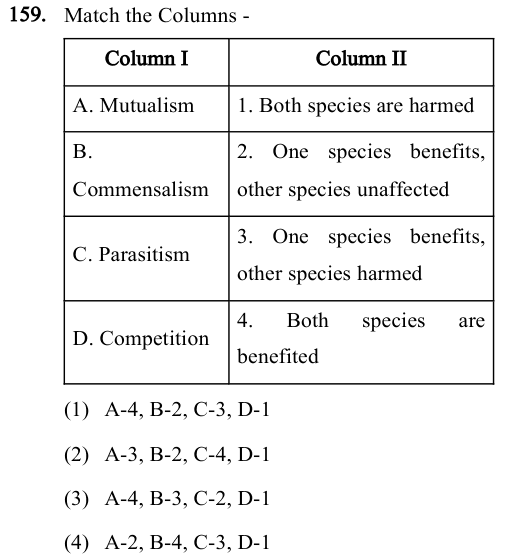 159. Match the Columns -
Column I Column II
A. Mutualism 1. Both species are harmed
B. Commensalism 2. One species benefits, other species unaffected
C. Parasitism 3. One species benefits, other species harmed
D. Competition 4. Both species are benefited
(1) A-4, B-2, C-3, D-1
(2) A-3, B-2, C-4, D-1
(3) A-4, B-3, C-2, D-1
(4) A-2, B-4, C-3, D-1